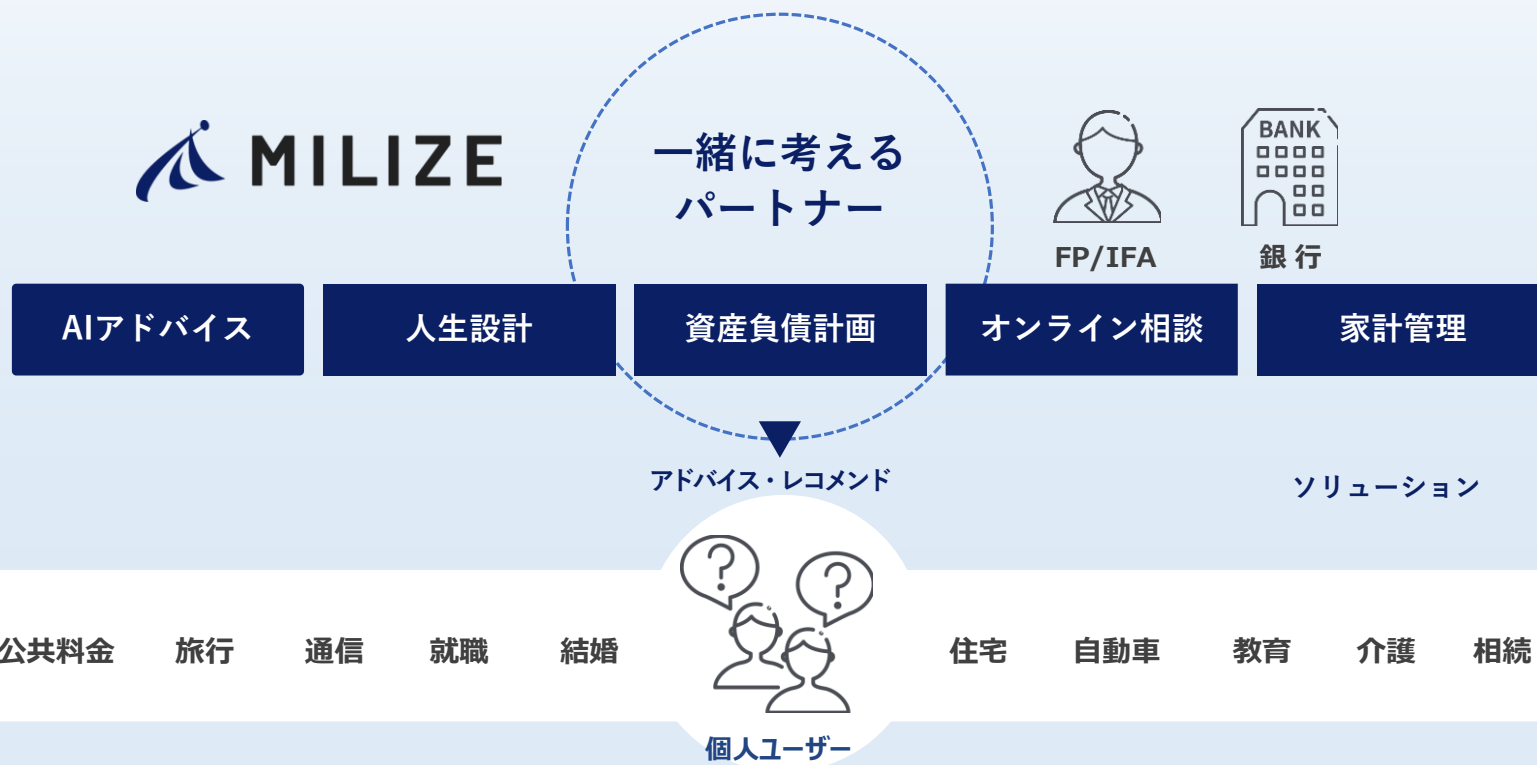 MILIZE
一緒に考える
パートナー
BANK
FP/IFA
銀行
AIアドバイス
人生設計
資産負債計画
オンライン相談
家計管理
アドバイス・レコメンド
ソリューション
?
?
公共料金
旅行
通信
就職
結婚
住宅
自動車
教育
介護
相続
個人ユーザー